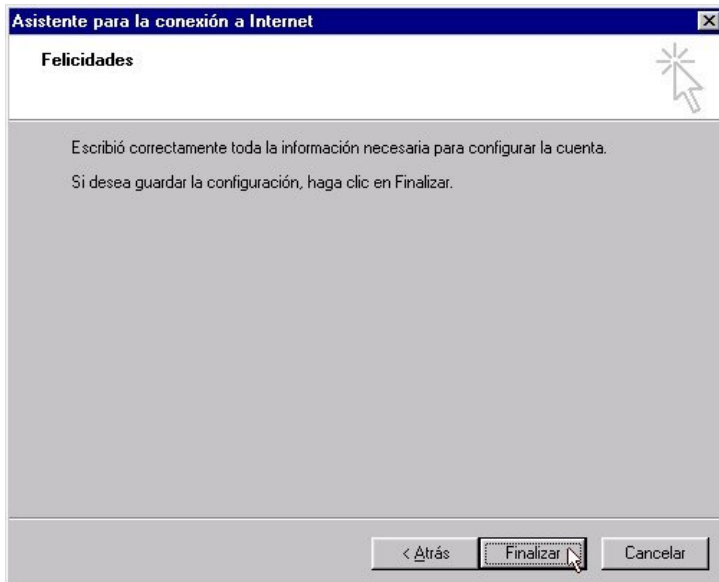 Asistente para la conexión a Internet
Felicidades
Escribió correctamente toda la información necesaria para configurar la cuenta.
Si desea guardar la configuración, haga clic en Finalizar.
< Atrás Finalizar Cancelar